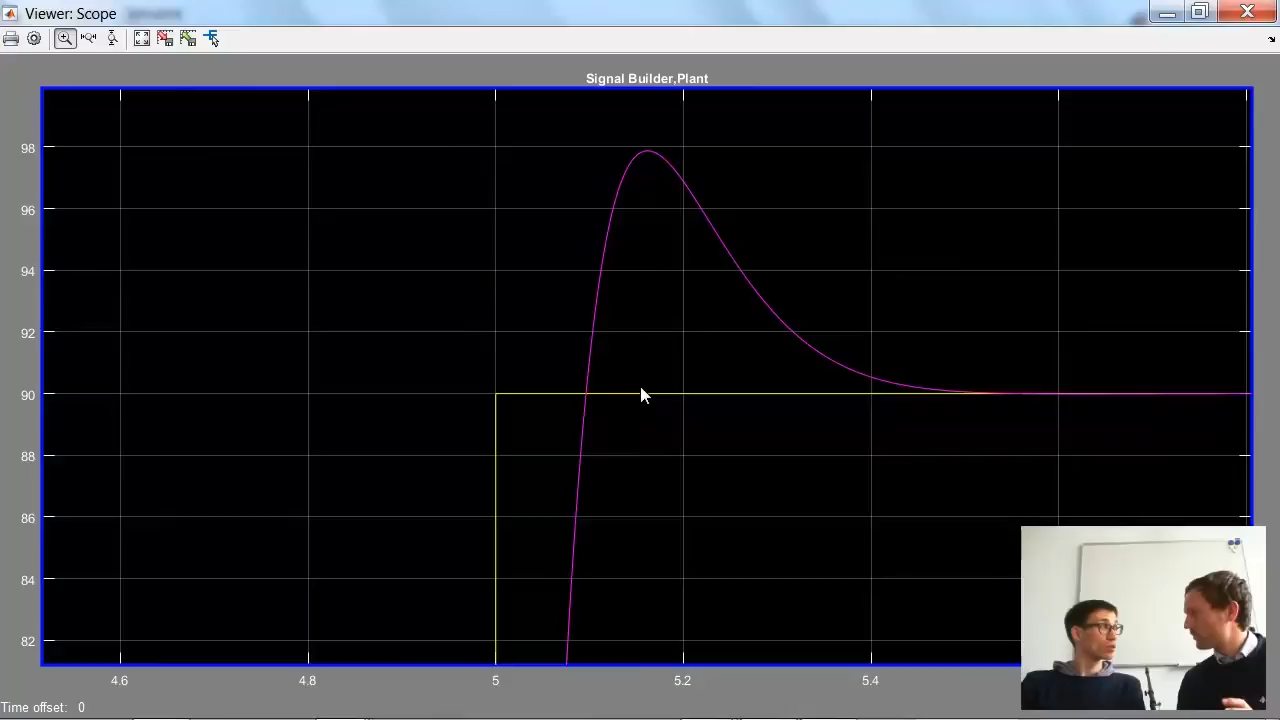 Viewer: Scope
Signal Builder,Plant
98
96
94
92
90
88
86
84
82
4.6 4.8 5 5.2 5.4
Time offset: 0